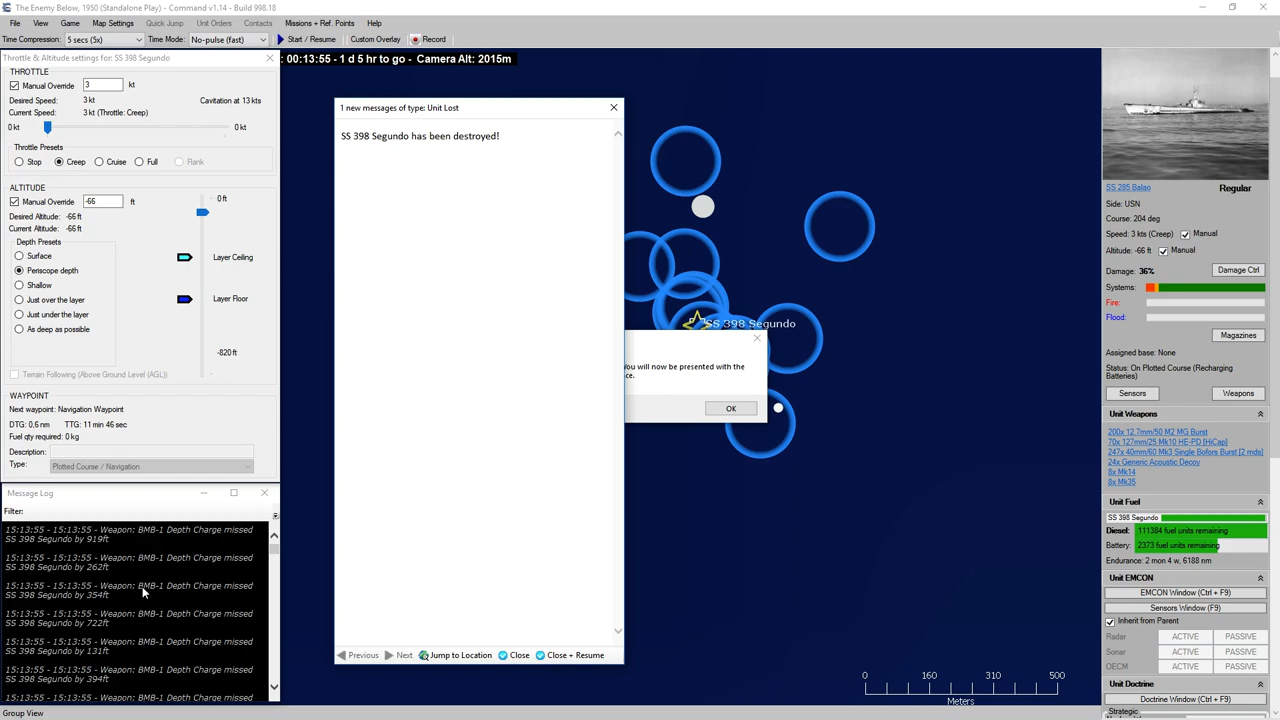 The Enemy Below, 1950 (Standalone Play) - Command v1.14 - Build 998.18
File View Game Map Settings Quick Jump Unit Orders Contacts Missions + Ref. Points Help
Time Compression: 5 secs (5x) Time Mode: No-pulse (fast) Start / Resume Custom Overlay Record
Throttle & Altitude settings for: SS 398 Segundo
: 00:13:55 - 1 d 5 hr to go - Camera Alt: 2015m
THROTTLE
Manual Override 3 kt
Desired Speed: 3 kt Cavitation at 13 kts
Current Speed: 3 kt (Throttle: Creep)
0 kt 0 kt
Throttle Presets
Stop Creep Cruise Full Flank
ALTITUDE
Manual Override -66 ft 0 ft
Desired Altitude: -66 ft
Current Altitude: -66 ft
Depth Presets
Surface Layer Ceiling
Periscope depth
Shallow
Just over the layer Layer Floor
Just under the layer
As deep as possible
-820 ft
Terrain Following (Above Ground Level (AGL))
WAYPOINT
Next waypoint: Navigation Waypoint
DTG: 0.6 nm TTG: 11 min 46 sec
Fuel qty required: 0 kg
Description:
Type: Plotted Course / Navigation
Message Log
Filter:
15:13:55 - 15:13:55 - Weapon: BMB-1 Depth Charge missed
SS 398 Segundo by 919ft
15:13:55 - 15:13:55 - Weapon: BMB-1 Depth Charge missed
SS 398 Segundo by 262ft
15:13:55 - 15:13:55 - Weapon: BMB-1 Depth Charge missed
SS 398 Segundo by 354ft
15:13:55 - 15:13:55 - Weapon: BMB-1 Depth Charge missed
SS 398 Segundo by 722ft
15:13:55 - 15:13:55 - Weapon: BMB-1 Depth Charge missed
SS 398 Segundo by 131ft
15:13:55 - 15:13:55 - Weapon: BMB-1 Depth Charge missed
SS 398 Segundo by 394ft
15:13:55 - 15:13:55 - Weapon: BMB-1 Depth Charge missed
Group View
1 new messages of type: Unit Lost
SS 398 Segundo has been destroyed!
Previous Next Jump to Location Close Close + Resume
SS 398 Segundo
You will now be presented with the
ce.
OK
0 160 310 500
Meters
SS 285 Balao Regular
Side: USN
Course: 204 deg
Speed: 3 kts (Creep) Manual
Altitude: -66 ft Manual
Damage: 36% Damage Ctrl
Systems:
Fire:
Flood:
Magazines
Assigned base: None
Status: On Plotted Course (Recharging
Batteries)
Sensors Weapons
Unit Weapons
200x 12.7mm/50 M2 MG Burst
70x 127mm/25 Mk10 HE-PD [HiCap]
247x 40mm/60 Mk3 Single Bofors Burst [2 rnds]
24x Generic Acoustic Decoy
8x Mk14
8x Mk35
Unit Fuel
SS 398 Segundo
Diesel: 111384 fuel units remaining
Battery: 2373 fuel units remaining
Endurance: 2 mon 4 w, 6188 nm
Unit EMCON
EMCON Window (Ctrl + F9)
Sensors Window (F9)
Inherit from Parent
Radar ACTIVE PASSIVE
Sonar ACTIVE PASSIVE
OECM ACTIVE PASSIVE
Unit Doctrine
Doctrine Window (Ctrl + F9)
Strategic